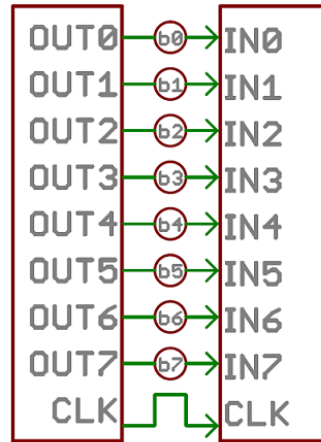 OUT0 b0 IN0
OUT1 b1 IN1
OUT2 b2 IN2
OUT3 b3 IN3
OUT4 b4 IN4
OUT5 b5 IN5
OUT6 b6 IN6
OUT7 b7 IN7
CLK CLK